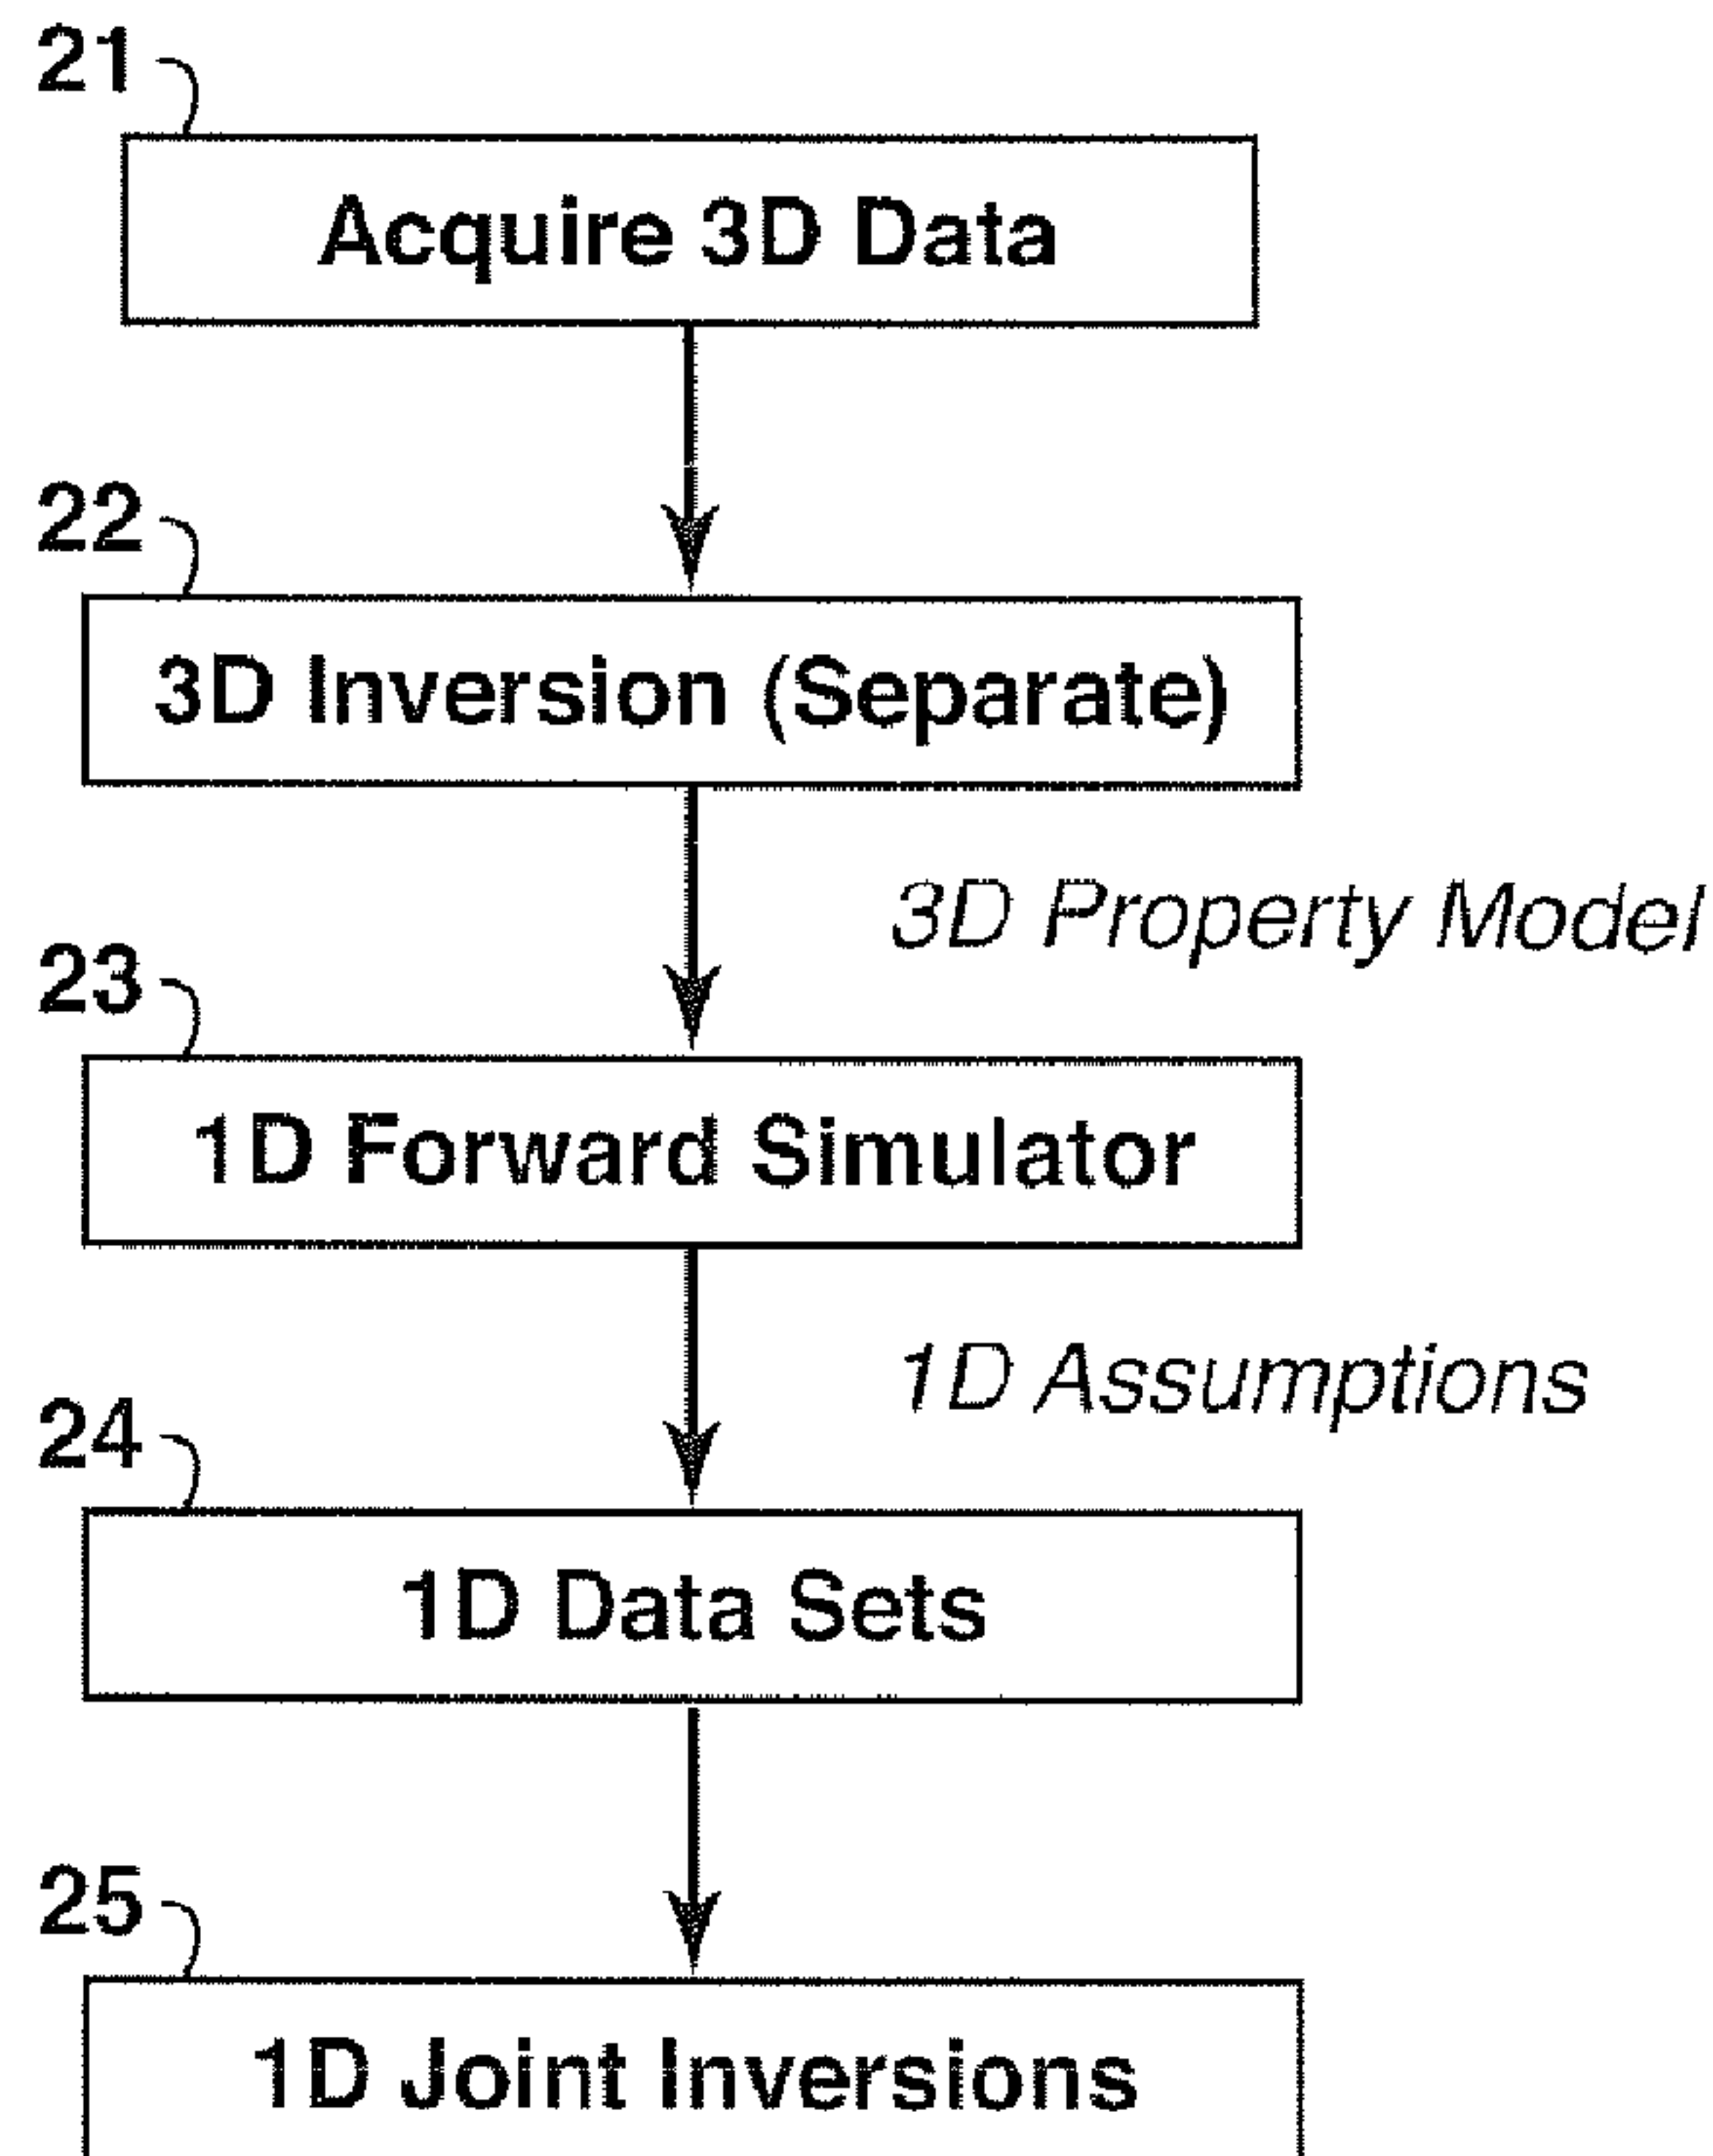 21
Acquire 3D Data
22
3D Inversion (Separate)
3D Property Model
23
1D Forward Simulator
1D Assumptions
24
1D Data Sets
25
1D Joint Inversions